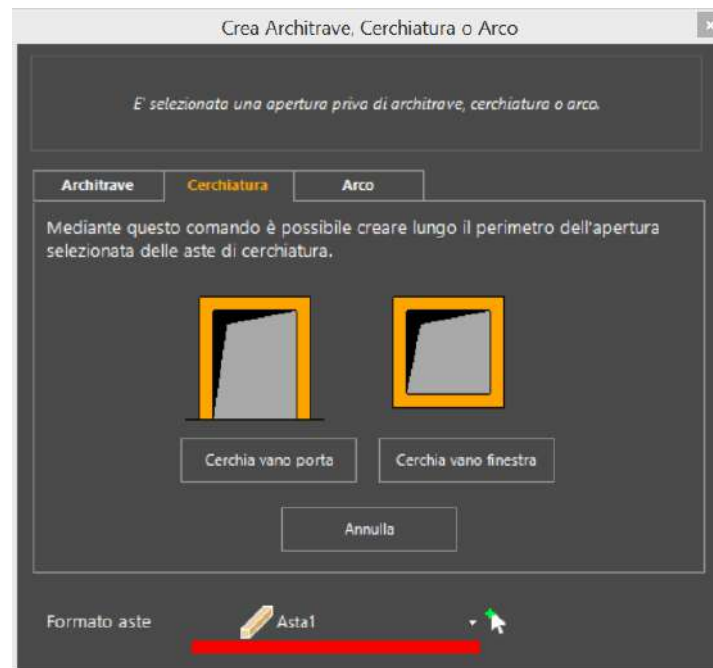 Crea Architrave, Cerchiatura o Arco
E' selezionata una apertura priva di architrave, cerchiatura o arco.
Architrave Cerchiatura Arco
Mediante questo comando è possibile creare lungo il perimetro dell'apertura
selezionata delle aste di cerchiatura.
Cerchia vano porta Cerchia vano finestra
Annulla
Formato aste Asta1